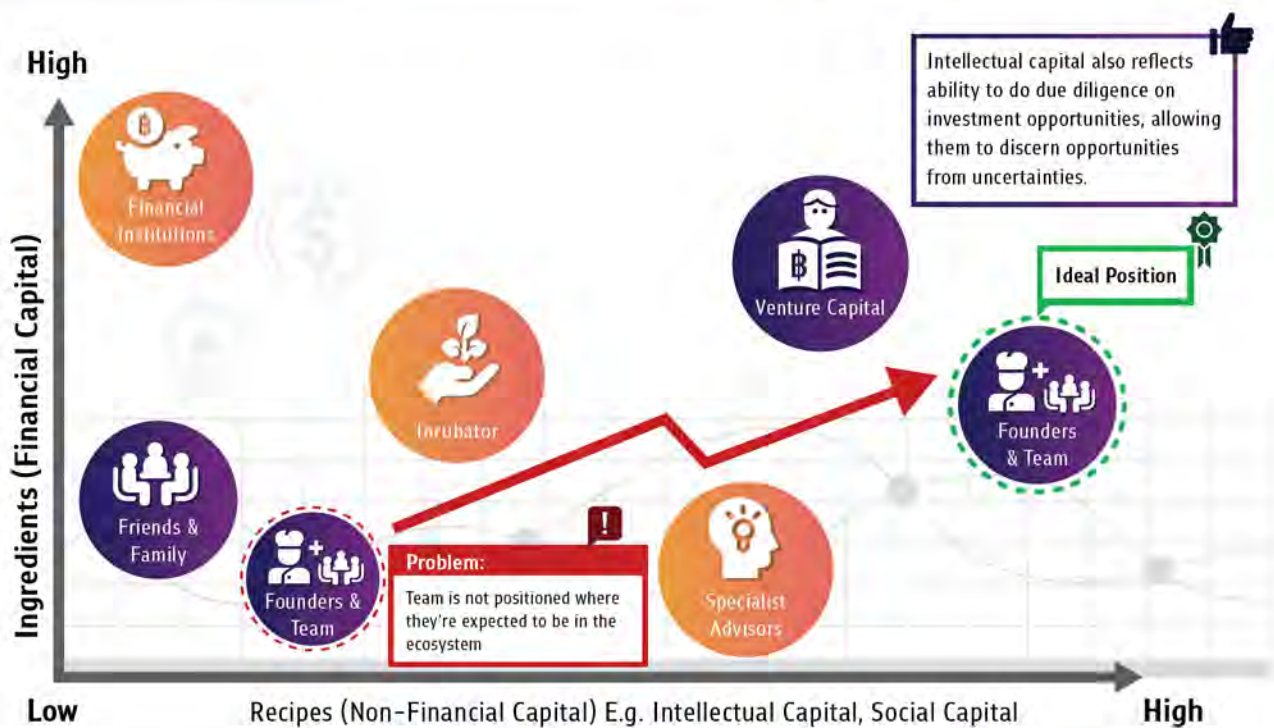 High
Intellectual capital also reflects
ability to do due diligence on
investment opportunities, allowing
them to discern opportunities
from uncertainties.
Financial
Institutions
Ideal Position
Venture Capital
Incubator
Founders
& Team
Friends &
Family
Founders &
Team
Problem:
Team is not positioned where
they're expected to be in the
ecosystem
Specialist
Advisors
Ingredients (Financial Capital)
Low
Recipes (Non-Financial Capital) E.g. Intellectual Capital, Social Capital
High